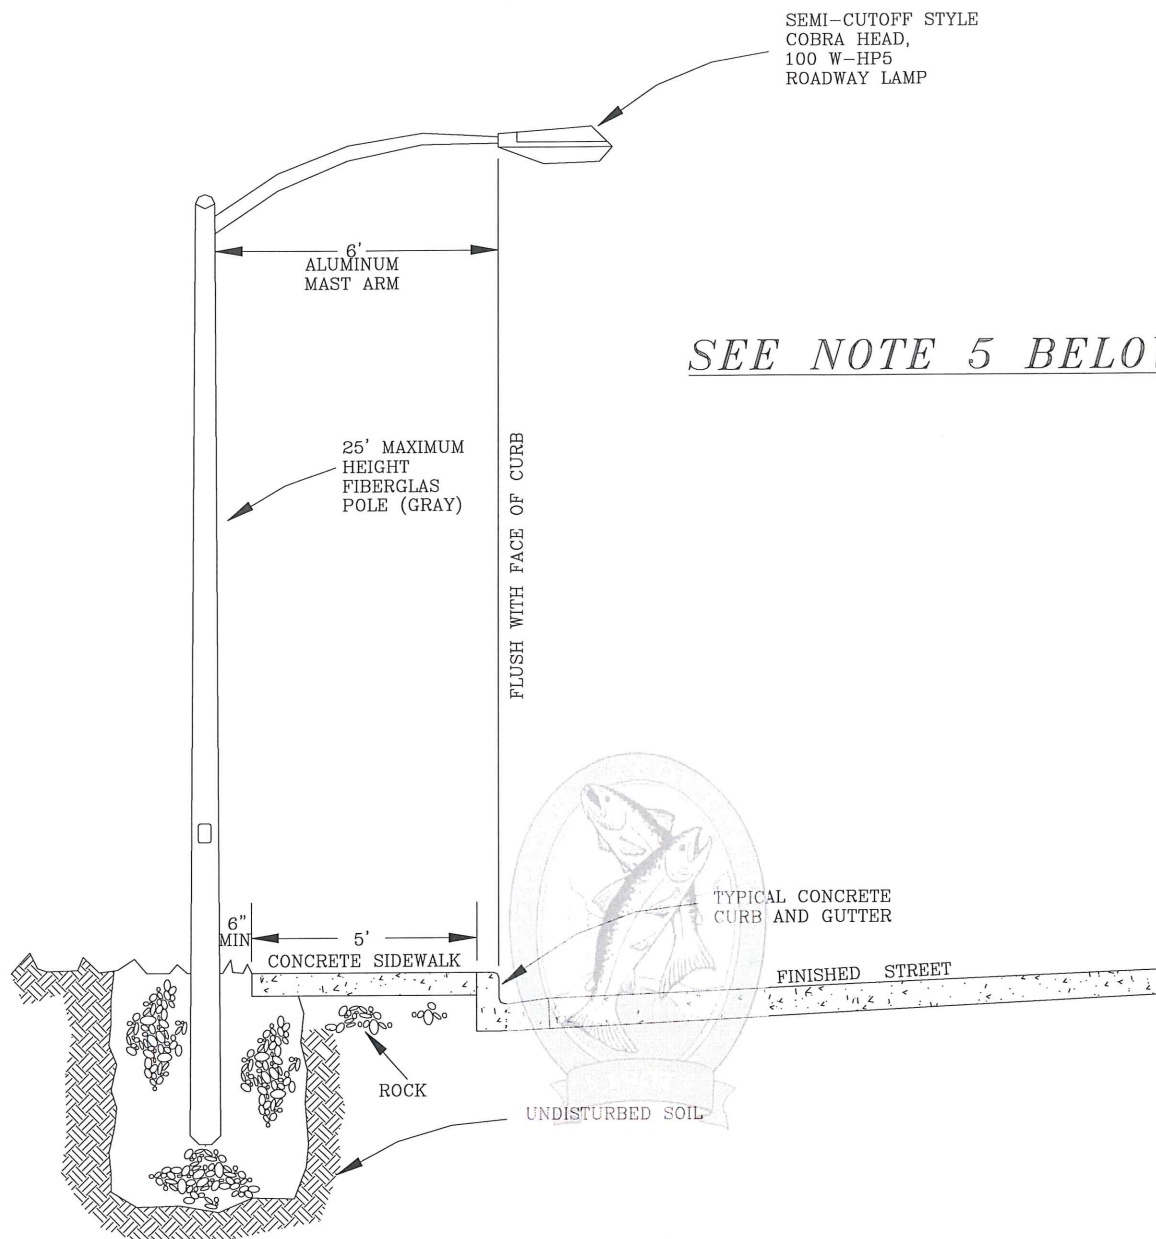 SEMI-CUTOFF STYLE
COBRA HEAD,
100 W-HP5
ROADWAY LAMP
6'
ALUMINUM
MAST ARM
SEE NOTE 5 BELOW
25' MAXIMUM
HEIGHT
FIBERGLAS
POLE (GRAY)
FLUSH WITH FACE OF CURB
TYPICAL CONCRETE
CURB AND GUTTER
6"
MIN
5'
CONCRETE SIDEWALK
FINISHED STREET
ROCK
UNDISTURBED SOIL